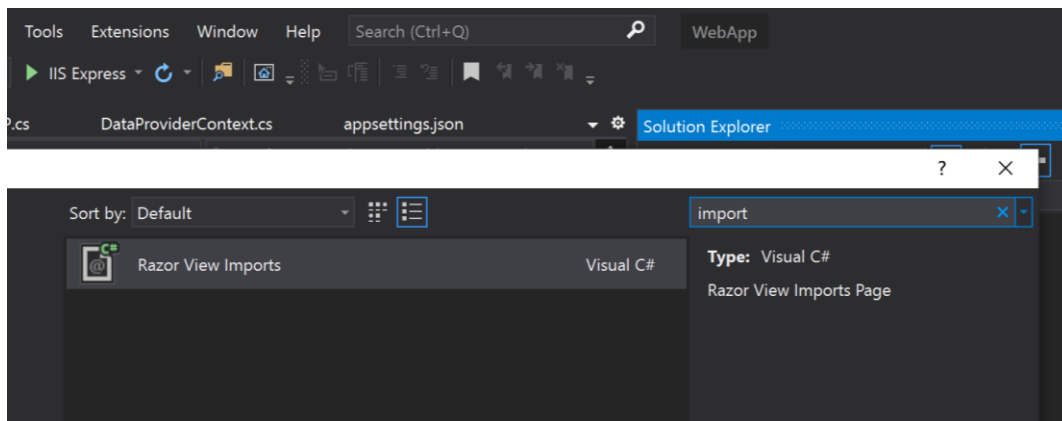 Tools Extensions Window Help Search (Ctrl+Q) WebApp
IIS Express
P.cs DataProviderContext.cs appsettings.json Solution Explorer
?
Sort by: Default import
C#
@ Razor View Imports Visual C# Type: Visual C#
Razor View Imports Page